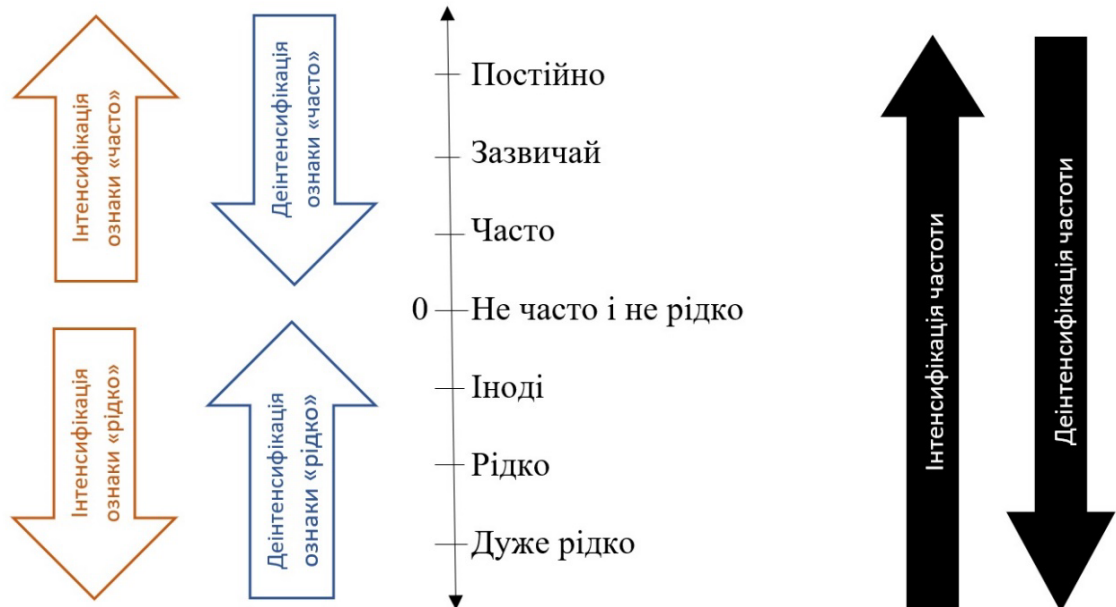 Інтенсифікація
ознаки «часто»
Деінтенсифікація
ознаки «часто»
Інтенсифікація
ознаки «рідко»
Деінтенсифікація
ознаки «рідко»
Постійно
Зазвичай
Часто
0 Не часто і не рідко
Іноді
Рідко
Дуже рідко
Інтенсифікація частоти
Деінтенсифікація частоти